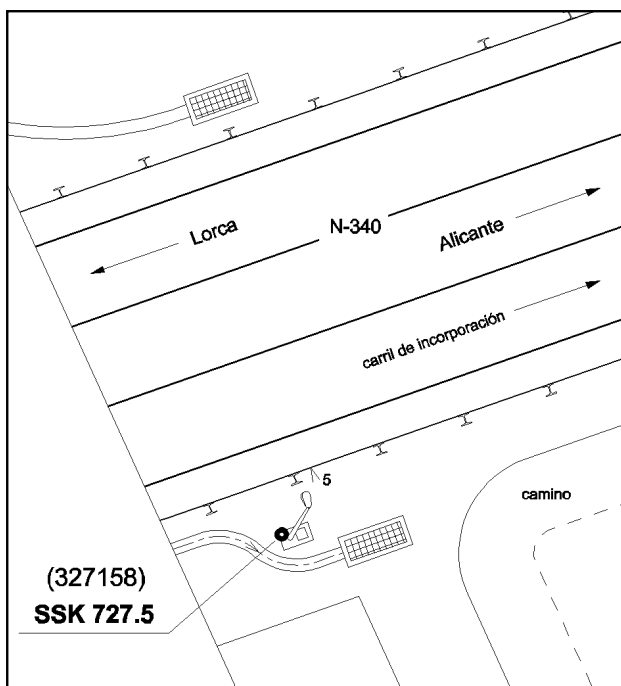 Lorca
N-340
Alicante
carril de incorporación
5
camino
(327158)
SSK 727.5